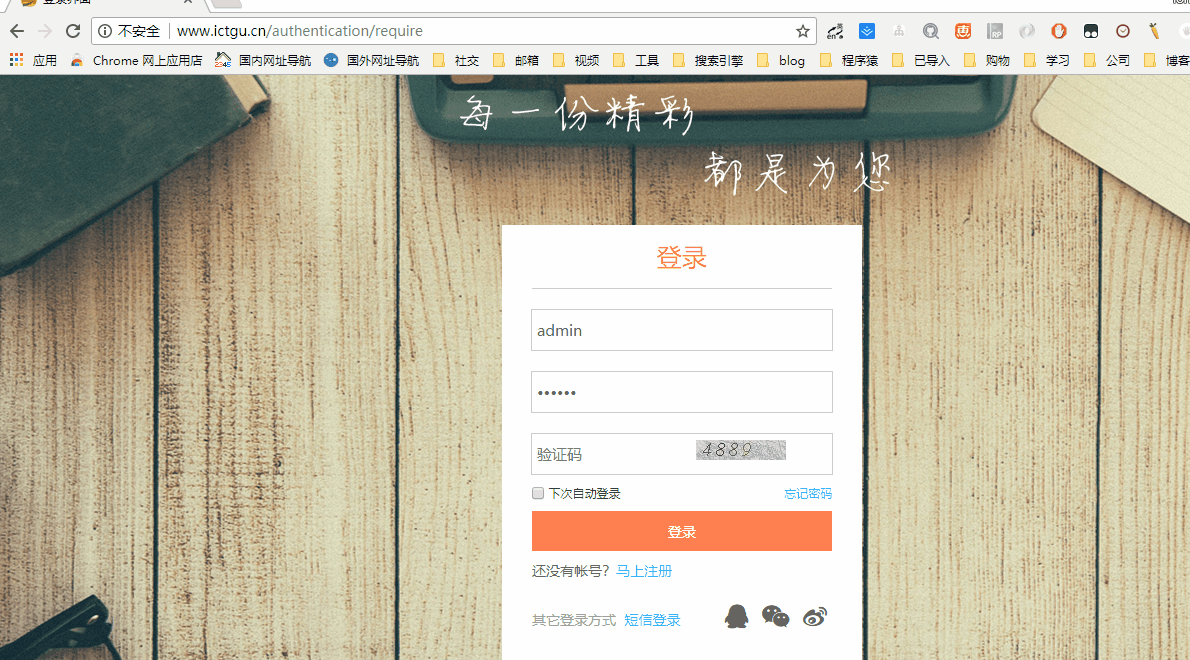 登录界面
不安全 www.ictgu.cn/authentication/require
应用 Chrome 网上应用店 2345 国内网址导航 国外网址导航 社交 邮箱 视频 工具 搜索引擎 blog 程序猿 已导入 购物 学习 公司 博客
每一份精彩
都是为您
登录
admin
••••••
验证码 4889
下次自动登录 忘记密码
登录
还没有帐号? 马上注册
其它登录方式 短信登录